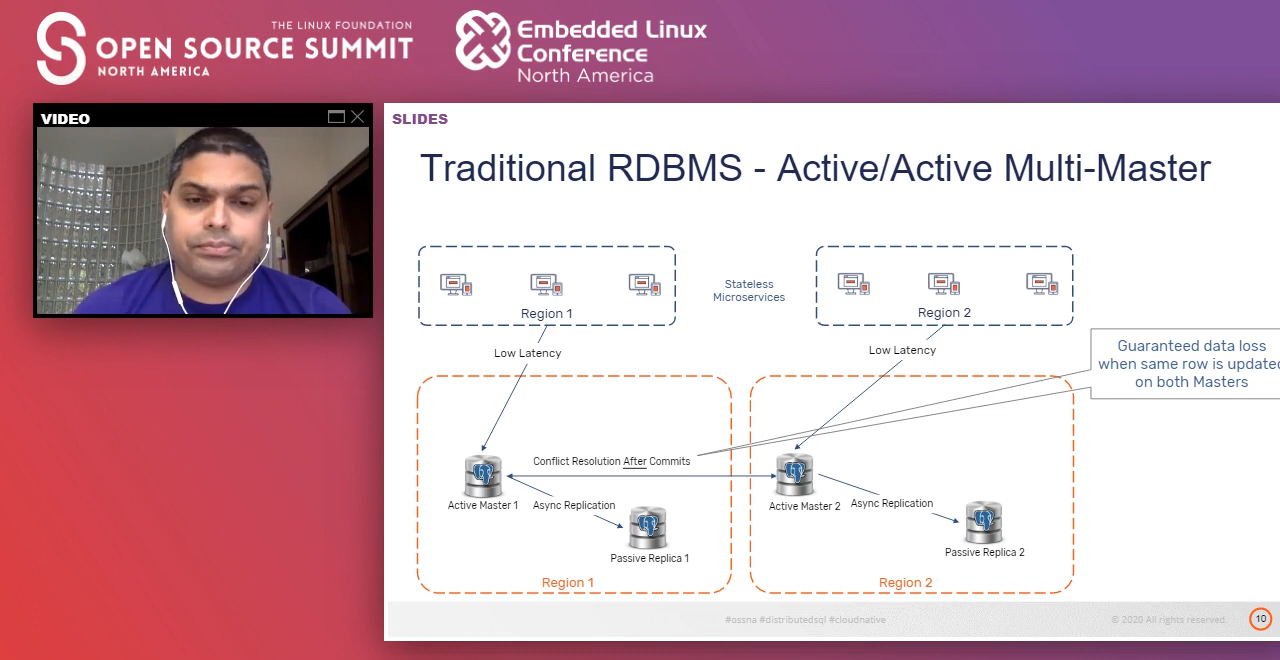 THE LINUX FOUNDATION
OPEN SOURCE SUMMIT
NORTH AMERICA
Embedded Linux
Conference
North America
VIDEO
SLIDES
Traditional RDBMS - Active/Active Multi-Master
Region 1
Stateless
Microservices
Region 2
Low Latency
Low Latency
Guaranteed data loss
when same row is updated
on both Masters
Conflict Resolution After Commits
Active Master 1
Async Replication
Active Master 2
Async Replication
Passive Replica 1
Passive Replica 2
Region 1
Region 2
#ossna #distributedsql #cloudnative
© 2020 All rights reserved.
10